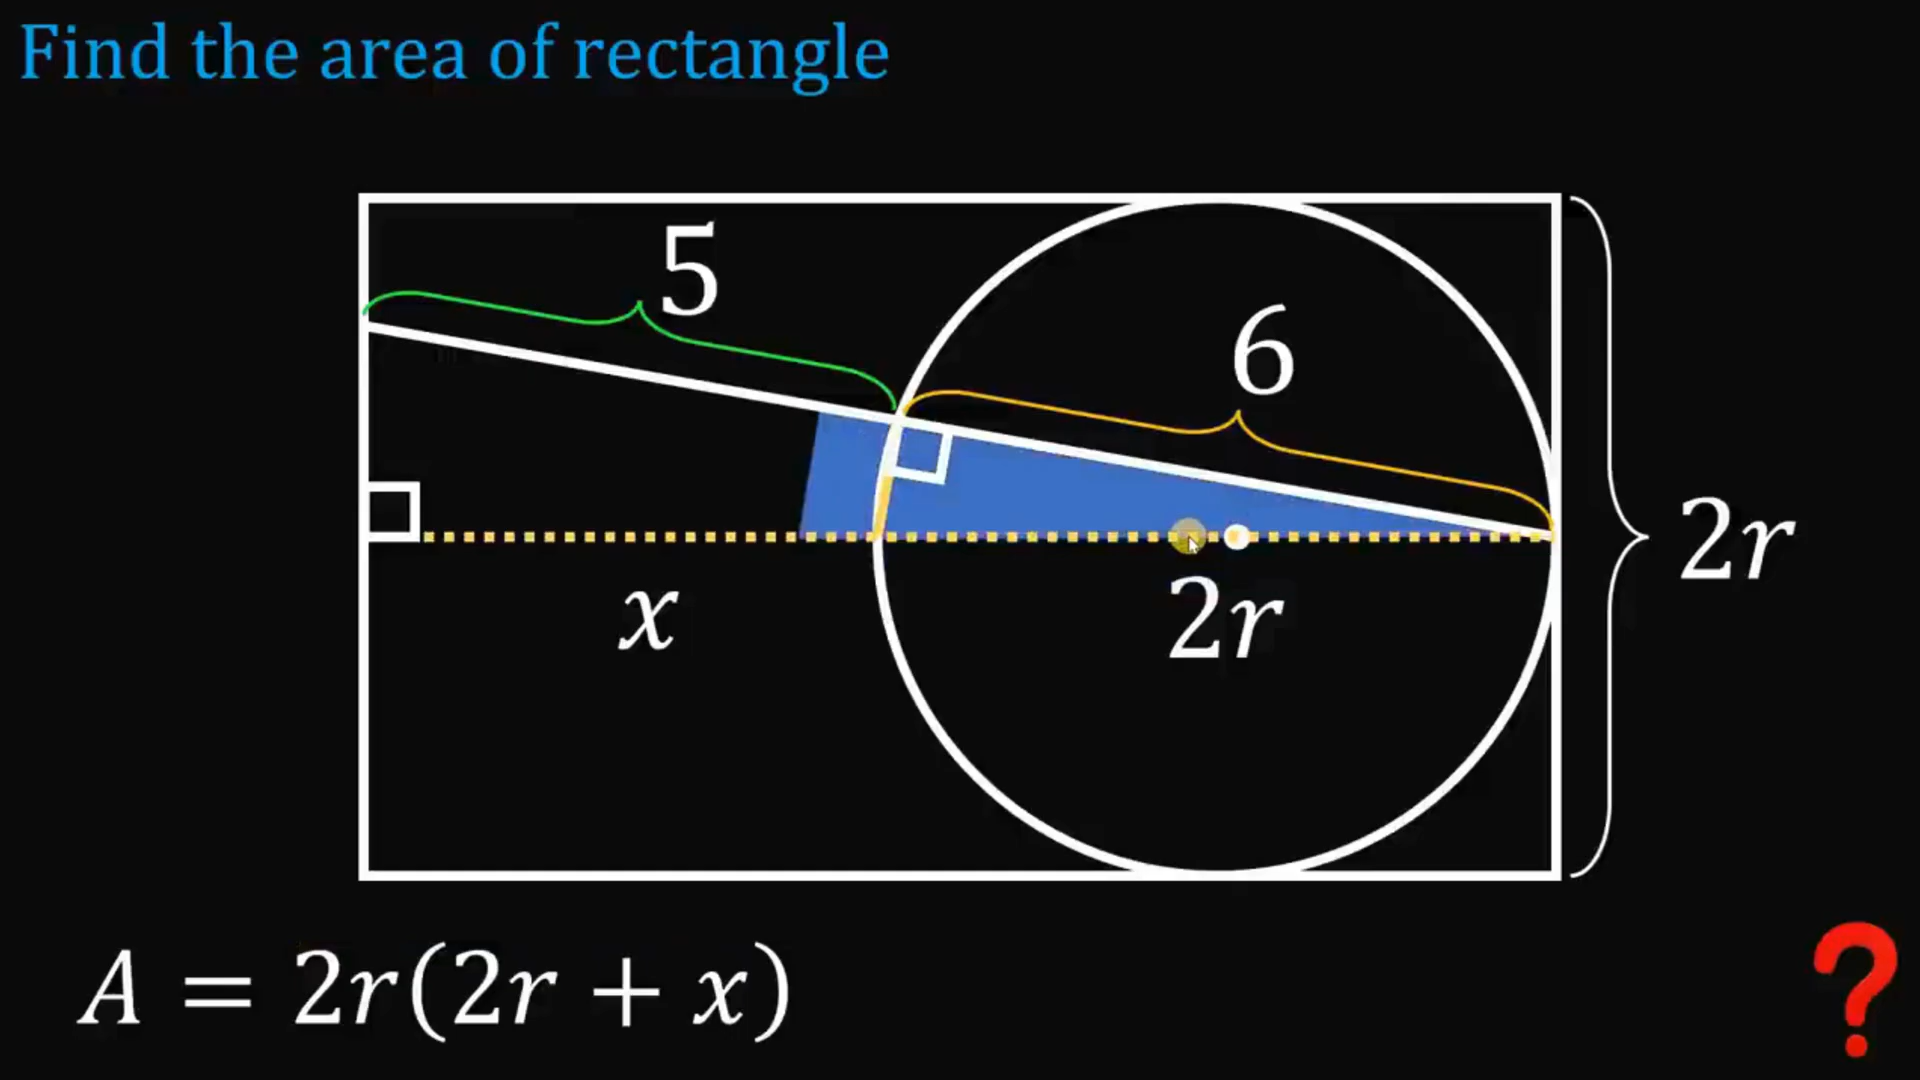 Find the area of rectangle
5
6
2r
x
2r
A = 2r(2r + x)
?